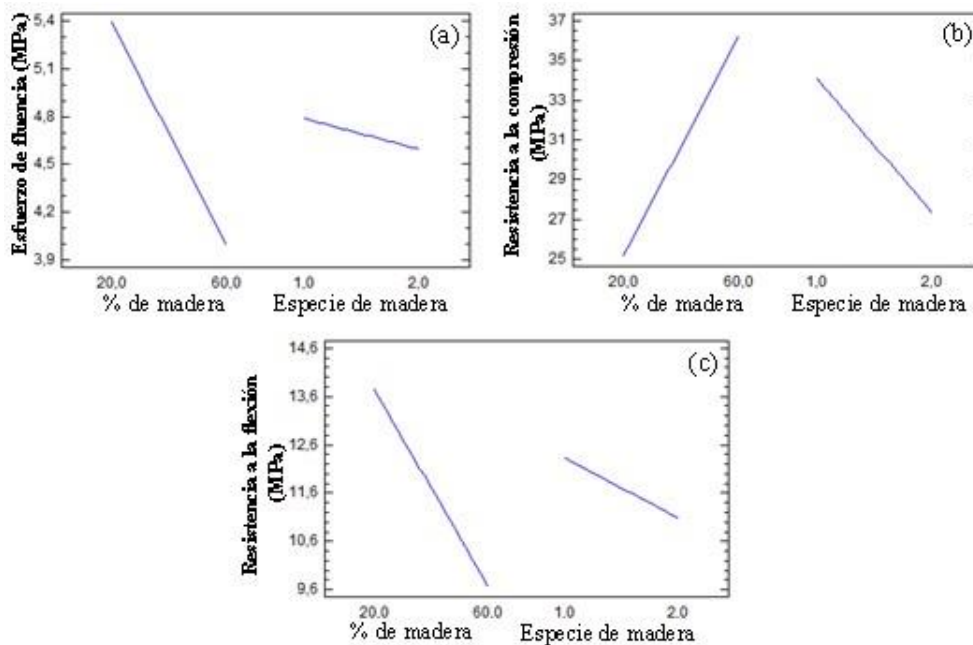 Esfuerzo de fluencia (MPa)
5,4
5,1
4,8
4,5
4,2
3,9
(a)
20,0
60,0
1,0
2,0
% de madera
Especie de madera
Resistencia a la compresión
(MPa)
37
35
33
31
29
27
25
(b)
20,0
60,0
1,0
2,0
% de madera
Especie de madera
Resistencia a la flexión
(MPa)
14,6
13,6
12,6
11,6
10,6
9,6
(c)
20,0
60,0
1,0
2,0
% de madera
Especie de madera